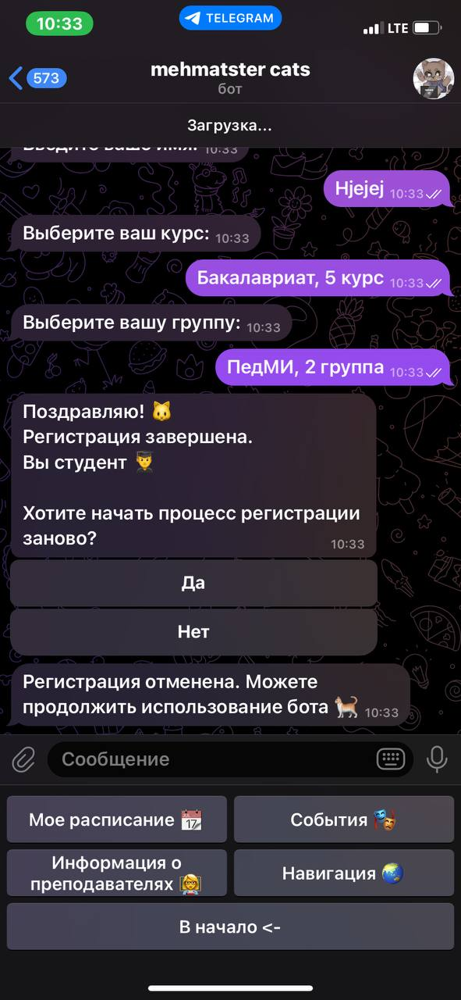 10:33
TELEGRAM
LTE
573
mehmatster cats
бот
Загрузка...
Введите ваше имя: 10:33
Hjejej 10:33
Выберите ваш курс: 10:33
Бакалавриат, 5 курс 10:33
Выберите вашу группу: 10:33
ПедМИ, 2 группа 10:33
Поздравляю! 🐱
Регистрация завершена.
Вы студент 👨‍🎓
Хотите начать процесс регистрации
заново? 10:33
Да
Нет
Регистрация отменена. Можете
продолжить использование бота 🐈 10:33
Сообщение
Мое расписание 📅
События 🎭
Информация о
преподавателях 👩‍🏫
Навигация 🌏
В начало <-